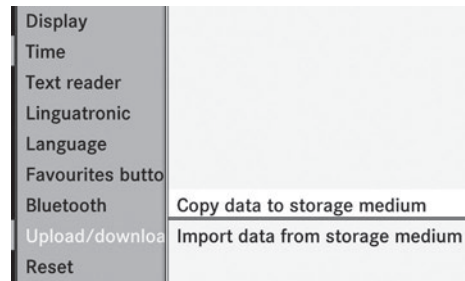 Display
Time
Text reader
Linguatronic
Language
Favourites butto
Bluetooth
Copy data to storage medium
Upload/downloa
Import data from storage medium
Reset